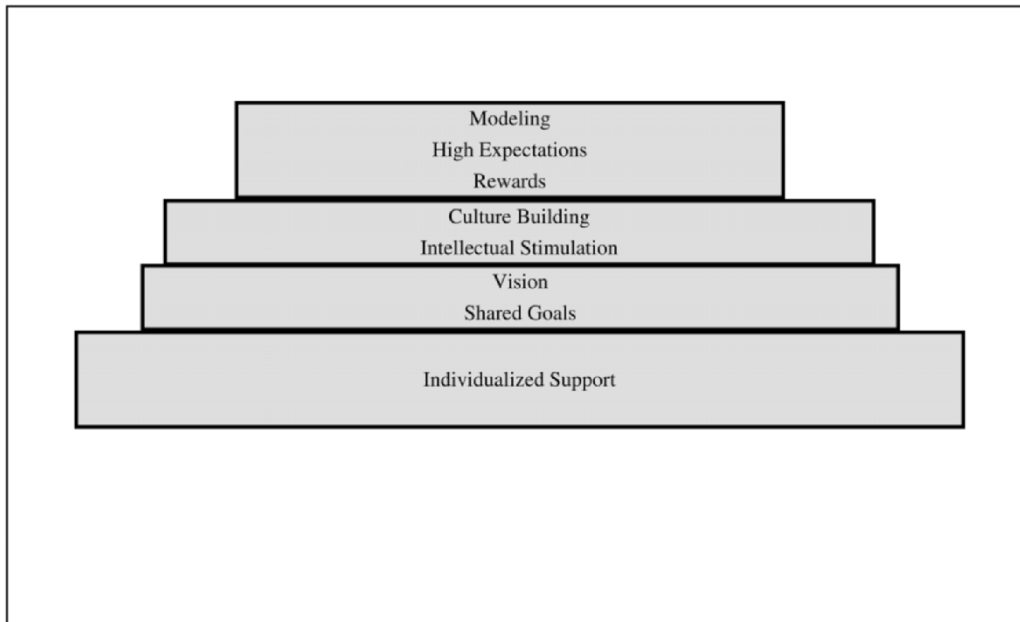 Modeling
High Expectations
Rewards
Culture Building
Intellectual Stimulation
Vision
Shared Goals
Individualized Support